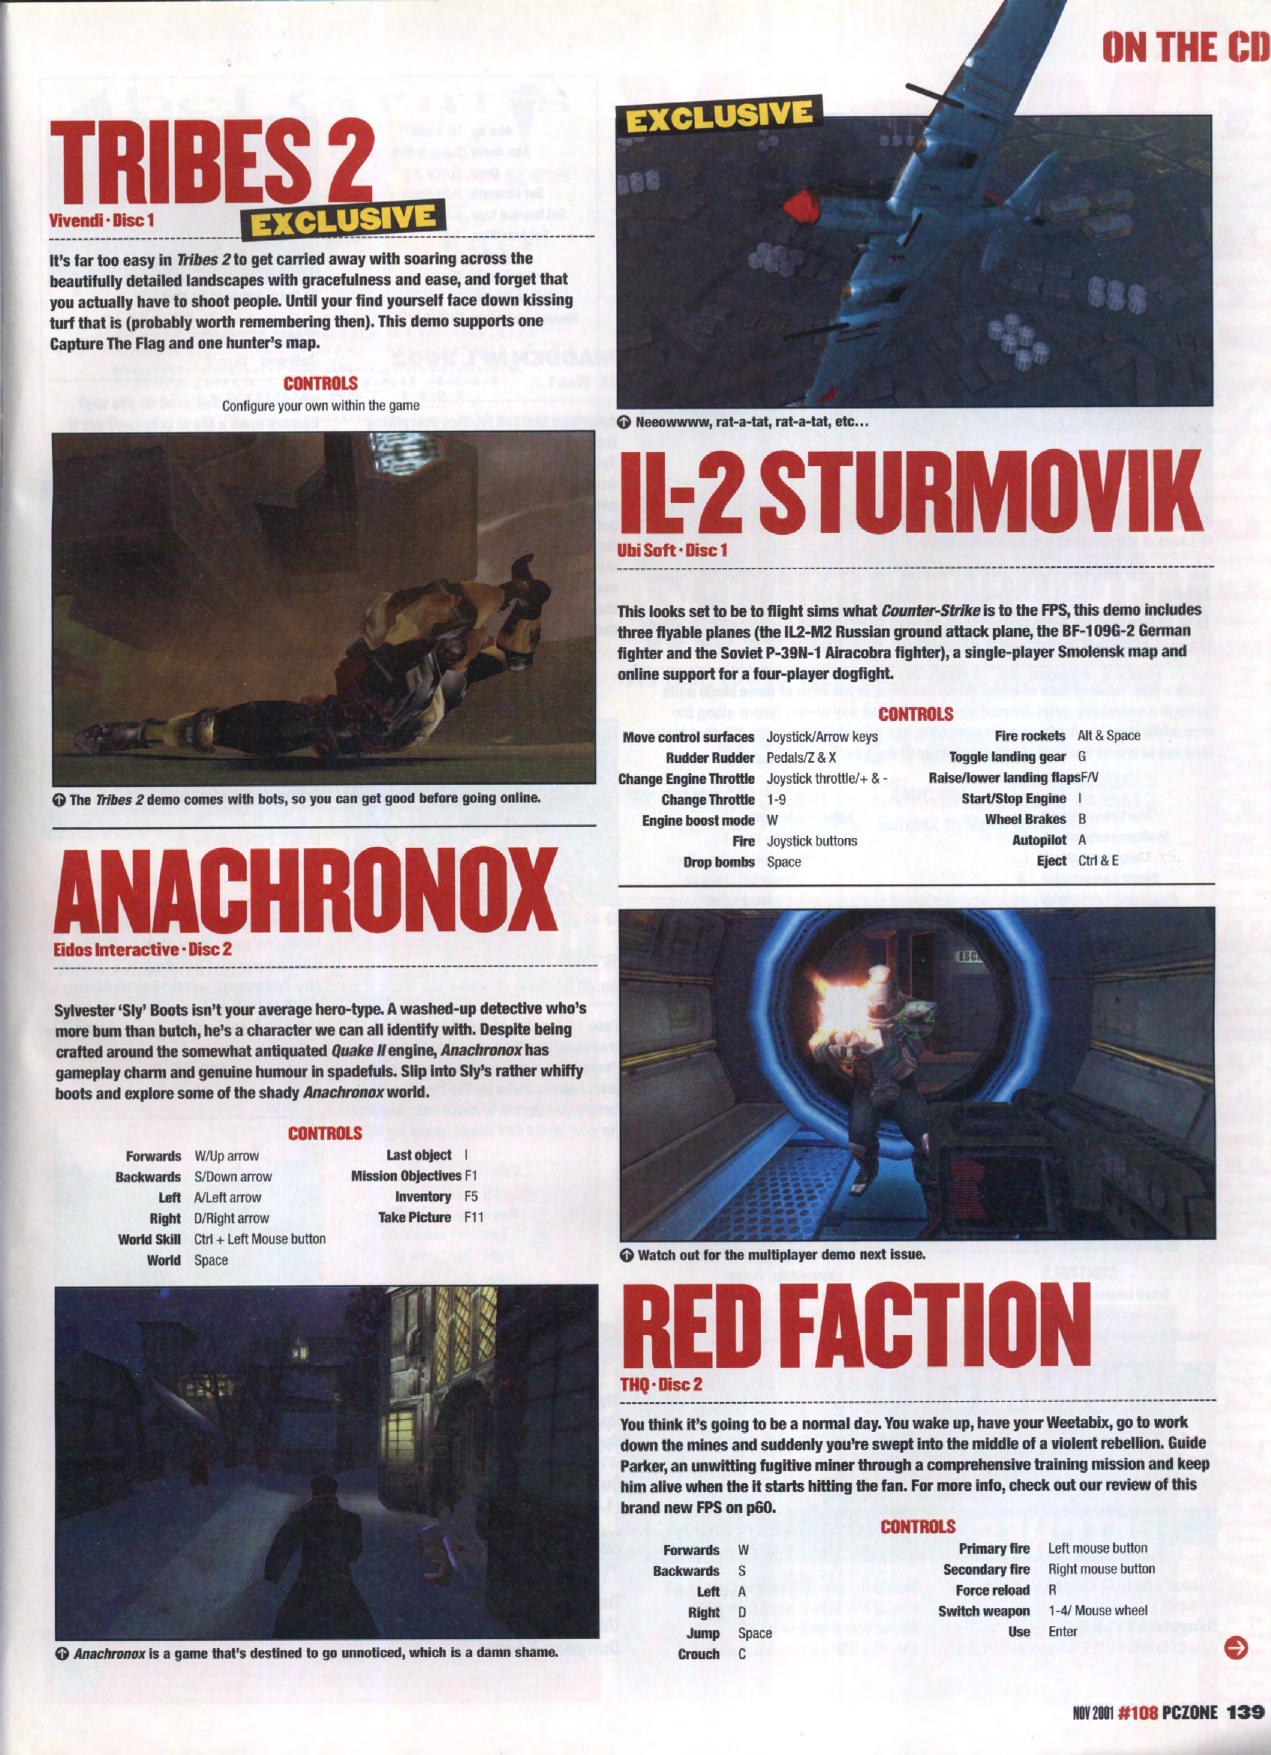 ON THE CD
TRIBES 2
Vivendi · Disc 1
EXCLUSIVE
It's far too easy in Tribes 2 to get carried away with soaring across the
beautifully detailed landscapes with gracefulness and ease, and forget that
you actually have to shoot people. Until your find yourself face down kissing
turf that is (probably worth remembering then). This demo supports one
Capture The Flag and one hunter's map.
CONTROLS
Configure your own within the game
The Tribes 2 demo comes with bots, so you can get good before going online.
ANACHRONOX
Eidos Interactive · Disc 2
Sylvester 'Sly' Boots isn't your average hero-type. A washed-up detective who's
more bum than butch, he's a character we can all identify with. Despite being
crafted around the somewhat antiquated Quake II engine, Anachronox has
gameplay charm and genuine humour in spadefuls. Slip into Sly's rather whiffy
boots and explore some of the shady Anachronox world.
CONTROLS
Forwards W/Up arrow
Backwards S/Down arrow
Left A/Left arrow
Right D/Right arrow
World Skill Ctrl + Left Mouse button
World Space
Last object I
Mission Objectives F1
Inventory F5
Take Picture F11
Anachronox is a game that's destined to go unnoticed, which is a damn shame.
EXCLUSIVE
Neeowwww, rat-a-tat, rat-a-tat, etc...
IL-2 STURMOVIK
Ubi Soft · Disc 1
This looks set to be to flight sims what Counter-Strike is to the FPS, this demo includes
three flyable planes (the IL2-M2 Russian ground attack plane, the BF-109G-2 German
fighter and the Soviet P-39N-1 Airacobra fighter), a single-player Smolensk map and
online support for a four-player dogfight.
CONTROLS
Move control surfaces Joystick/Arrow keys
Rudder Rudder Pedals/Z & X
Change Engine Throttle Joystick throttle/+ & -
Change Throttle 1-9
Engine boost mode W
Fire Joystick buttons
Drop bombs Space
Fire rockets Alt & Space
Toggle landing gear G
Raise/lower landing flapsF/V
Start/Stop Engine I
Wheel Brakes B
Autopilot A
Eject Ctrl & E
Watch out for the multiplayer demo next issue.
RED FACTION
THQ · Disc 2
You think it's going to be a normal day. You wake up, have your Weetabix, go to work
down the mines and suddenly you're swept into the middle of a violent rebellion. Guide
Parker, an unwitting fugitive miner through a comprehensive training mission and keep
him alive when the it starts hitting the fan. For more info, check out our review of this
brand new FPS on p60.
CONTROLS
Forwards W
Backwards S
Left A
Right D
Jump Space
Crouch C
Primary fire Left mouse button
Secondary fire Right mouse button
Force reload R
Switch weapon 1-4/ Mouse wheel
Use Enter
NOV 2001 #108 PCZONE 139